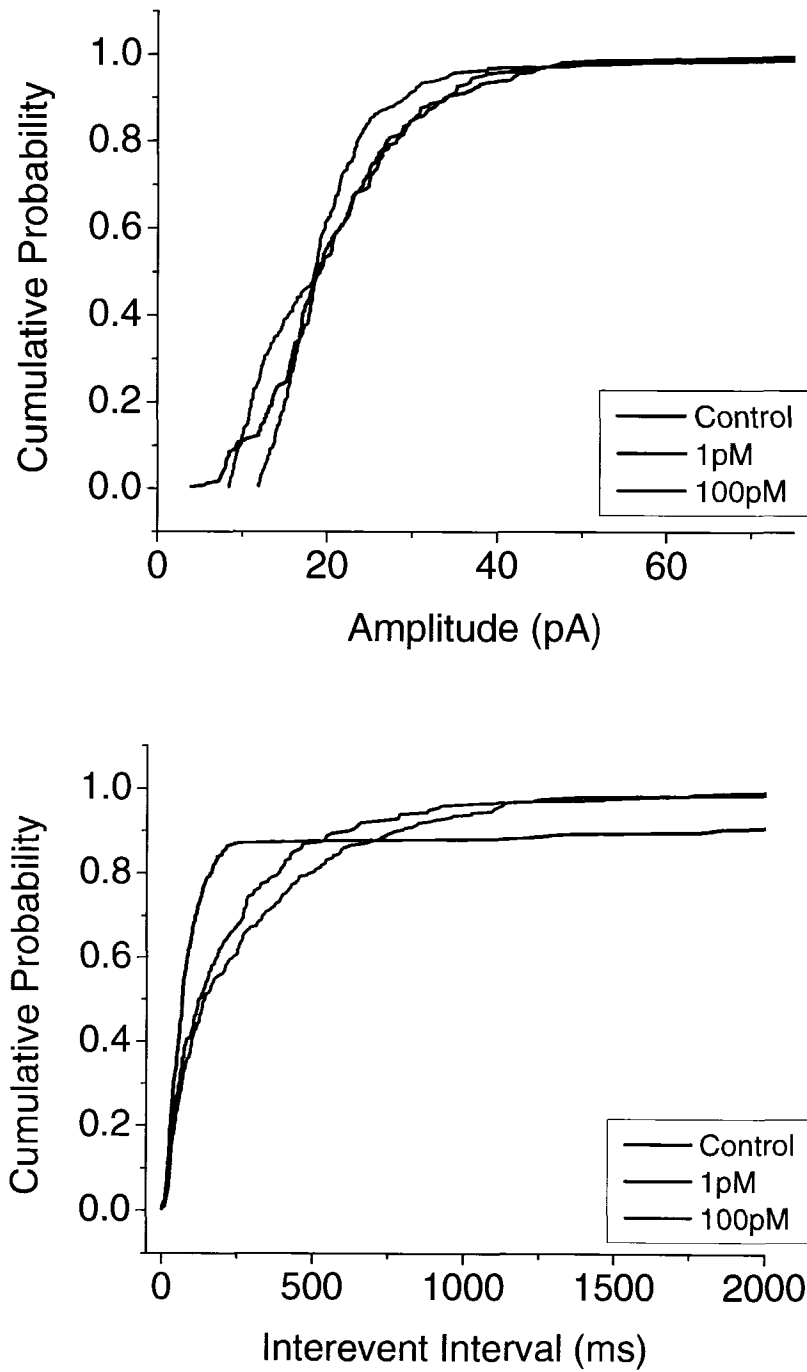 Cumulative Probability
1.0
0.8
0.6
0.4
0.2
0.0
Control
1pM
100pM
0
20
40
60
Amplitude (pA)
Cumulative Probability
1.0
0.8
0.6
0.4
0.2
0.0
Control
1pM
100pM
0
500
1000
1500
2000
Interevent Interval (ms)